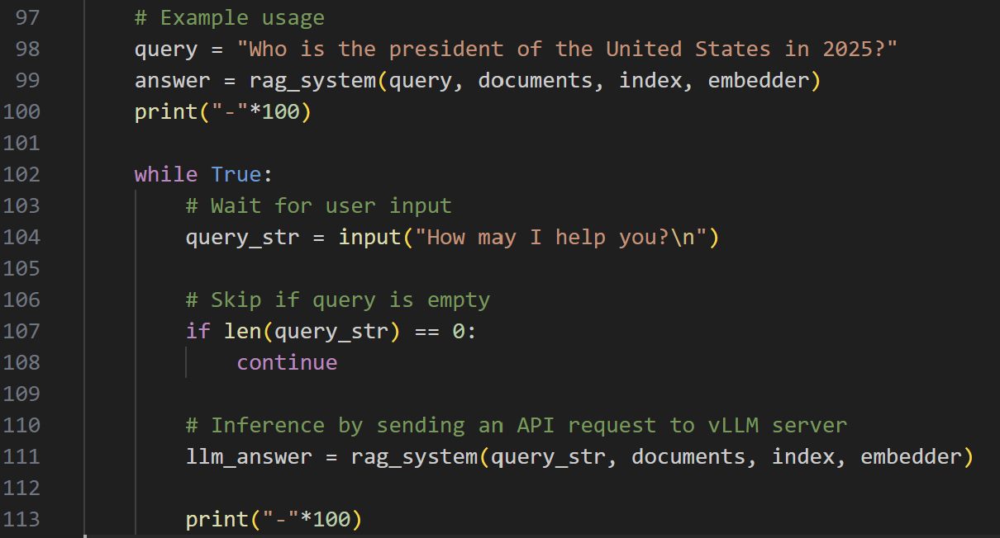 97 # Example usage
98 query = "Who is the president of the United States in 2025?"
99 answer = rag_system(query, documents, index, embedder)
100 print("-"*100)
101
102 while True:
103     # Wait for user input
104     query_str = input("How may I help you?\n")
105
106     # Skip if query is empty
107     if len(query_str) == 0:
108         continue
109
110     # Inference by sending an API request to vLLM server
111     llm_answer = rag_system(query_str, documents, index, embedder)
112
113     print("-"*100)